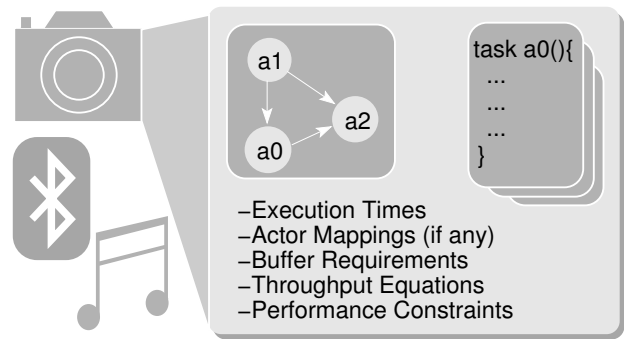 a1
a2
a0
task a0(){
...
...
...
}
–Execution Times
–Actor Mappings (if any)
–Buffer Requirements
–Throughput Equations
–Performance Constraints